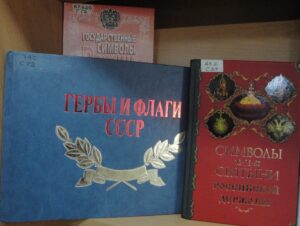 ГОСУДАРСТВЕННЫЕ
СИМВОЛЫ
ГЕРБЫ И ФЛАГИ
СССР
СИМВОЛЫ
СВЯТЫНИ
РОССИЙСКОЙ
ДЕРЖАВЫ